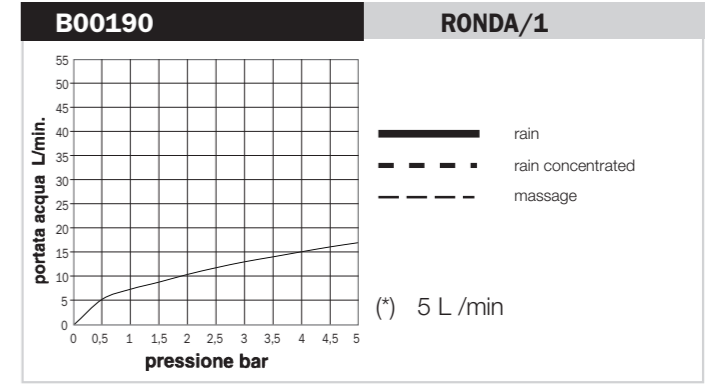 B00190
RONDA/1
55
50
45
40
35
30
25
20
15
10
5
0
portata acqua L/min.
0 0,5 1 1,5 2 2,5 3 3,5 4 4,5 5
pressione bar
rain
rain concentrated
massage
(*) 5 L /min